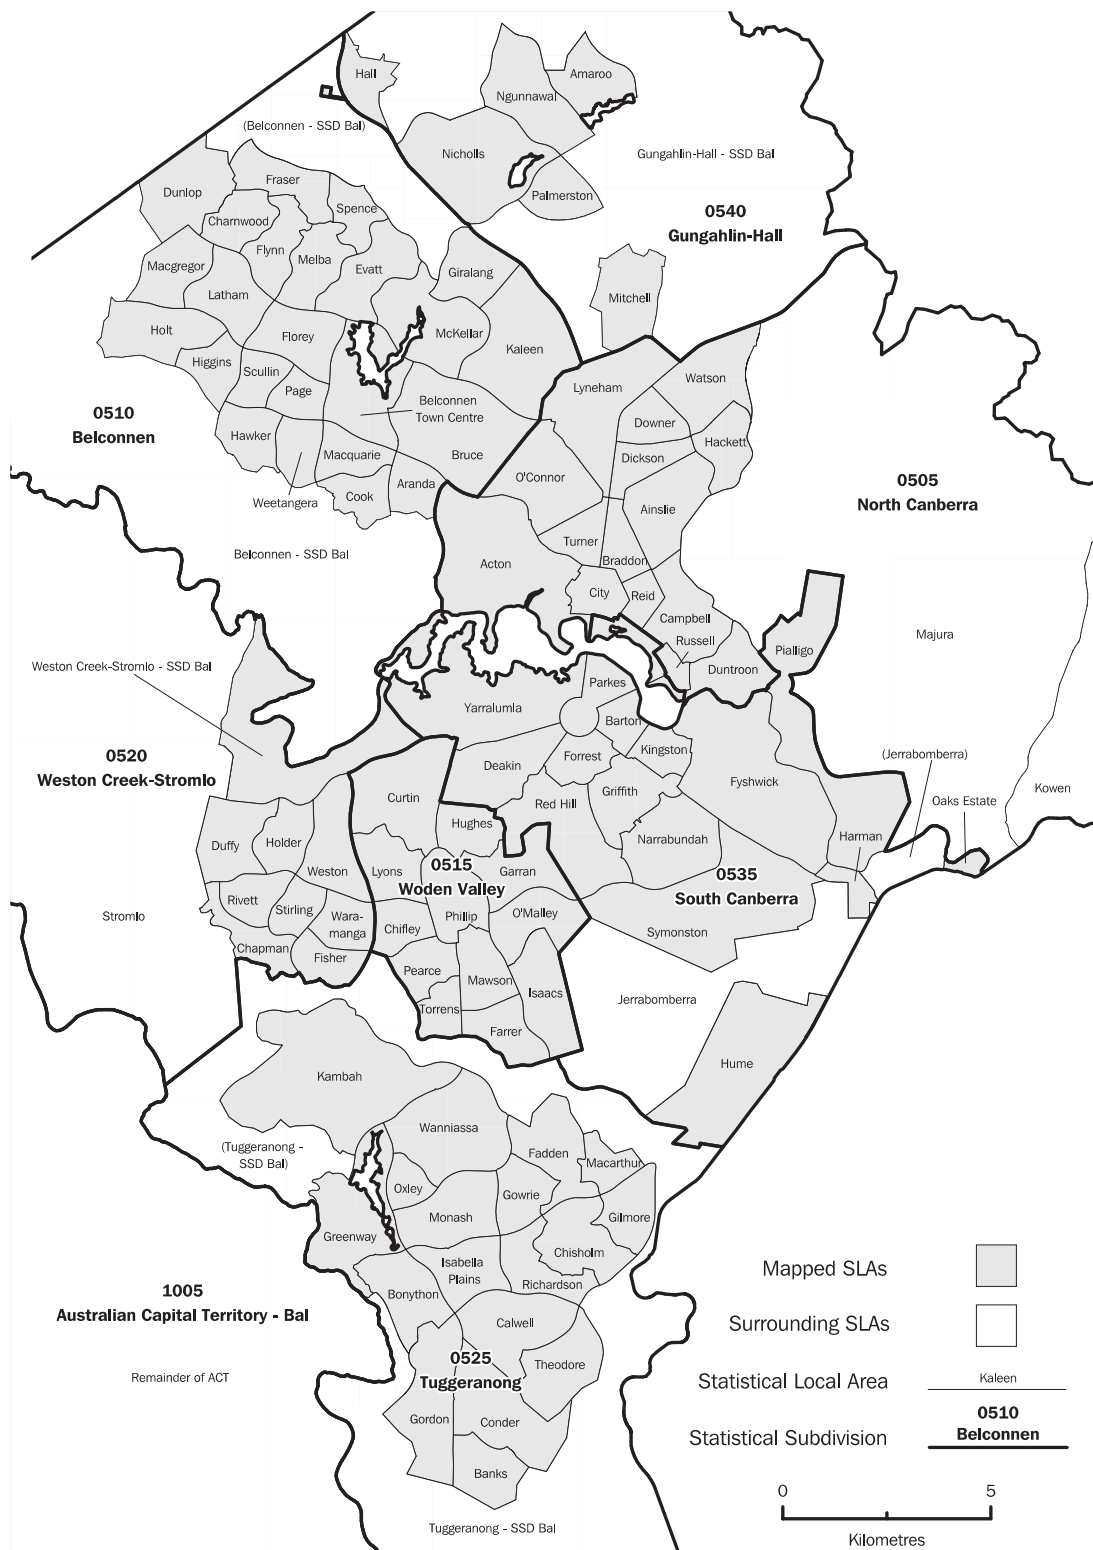 Hall
Amaroo
Ngunnawal
(Belconnen - SSD Bal)
Nicholls
Gungahlin-Hall - SSD Bal
Palmerston
0540
Gungahlin-Hall
Fraser
Dunlop
Spence
Charnwood
Flynn
Melba
Evatt
Macgregor
Giralang
Latham
Mitchell
Holt
Florey
McKellar
Kaleen
Higgins
Scullin
Page
Lyneham
Watson
Belconnen
Town Centre
0510
Belconnen
Downer
Hawker
Hackett
Macquarie
Bruce
Dickson
O'Connor
Aranda
0505
North Canberra
Cook
Weetangera
Ainslie
Turner
Belconnen - SSD Bal
Acton
Braddon
City
Reid
Campbell
Russell
Majura
Pialligo
Weston Creek-Stromlo - SSD Bal
Duntroon
Parkes
Yarralumla
Barton
0520
Weston Creek-Stromlo
Kingston
(Jerrabomberra)
Forrest
Deakin
Fyshwick
Kowen
Griffith
Curtin
Red Hill
Oaks Estate
Hughes
Harman
Narrabundah
Duffy
Holder
0515
Woden Valley
Weston
Lyons
Garran
0535
South Canberra
Rivett
Stirling
Wara-
manga
Phillip
O'Malley
Stromlo
Chifley
Symonston
Chapman
Fisher
Pearce
Mawson
Isaacs
Jerrabomberra
Torrens
Farrer
Hume
Kambah
Wanniassa
(Tuggeranong -
SSD Bal)
Fadden
Macarthur
Oxley
Gowrie
Monash
Gilmore
Greenway
Chisholm
Isabella
Plains
Mapped SLAs
Richardson
Bonython
1005
Australian Capital Territory - Bal
Calwell
Surrounding SLAs
0525
Tuggeranong
Theodore
Remainder of ACT
Statistical Local Area
Kaleen
Gordon
Conder
0510
Belconnen
Statistical Subdivision
Banks
0
5
Tuggeranong - SSD Bal
Kilometres